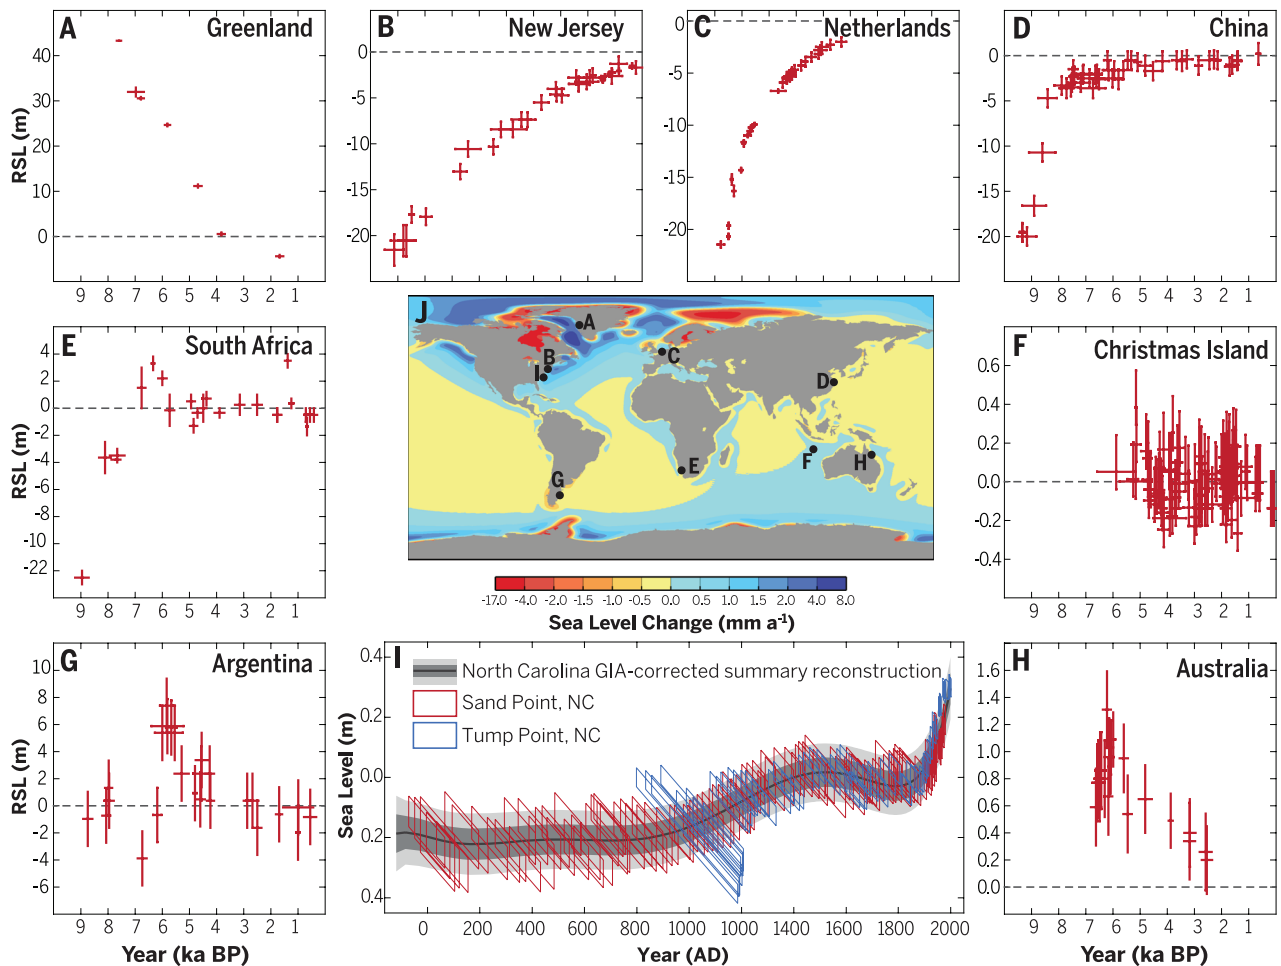 A Greenland
RSL (m)
40
30
20
10
0
9 8 7 6 5 4 3 2 1
B New Jersey
0
-5
-10
-15
-20
C Netherlands
0
-5
-10
-15
-20
D China
0
-5
-10
-15
-20
9 8 7 6 5 4 3 2 1
E South Africa
RSL (m)
4
2
0
-2
-4
-6
-8
-10
-12
-22
9 8 7 6 5 4 3 2 1
J
A
B
I
C
D
E
F
G
H
-17.0 -4.0 -2.0 -1.5 -1.0 -0.5 0.0 0.5 1.0 1.5 2.0 4.0 8.0
Sea Level Change (mm a-1)
F Christmas Island
0.6
0.4
0.2
0.0
-0.2
-0.4
9 8 7 6 5 4 3 2 1
G Argentina
RSL (m)
10
8
6
4
2
0
-2
-4
-6
9 8 7 6 5 4 3 2 1
Year (ka BP)
I
North Carolina GIA-corrected summary reconstruction
Sand Point, NC
Tump Point, NC
Sea Level (m)
0.4
0.2
0.0
0.2
0.4
0 200 400 600 800 1000 1200 1400 1600 1800 2000
Year (AD)
H Australia
1.6
1.4
1.2
1.0
0.8
0.6
0.4
0.2
0.0
9 8 7 6 5 4 3 2 1
Year (ka BP)